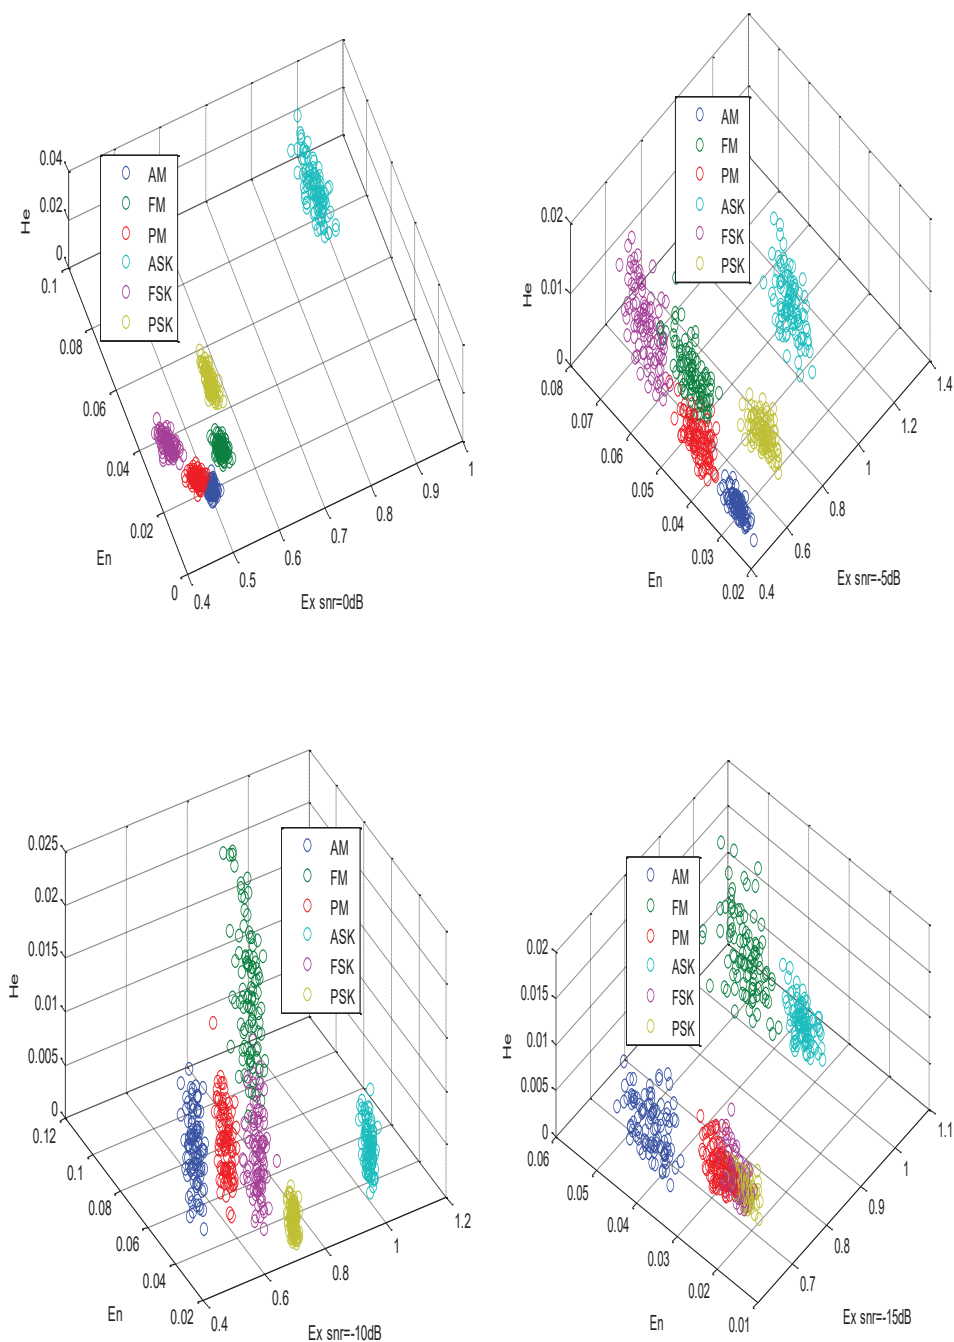 He
0.04
0.02
0
0.1
0.08
0.06
0.04
0.02
0
En
0.4
0.5
0.6
0.7
0.8
0.9
1
Ex snr=0dB
AM
FM
PM
ASK
FSK
PSK
He
0.02
0.01
0
0.08
0.07
0.06
0.05
0.04
0.03
0.02
En
0.4
0.6
0.8
1
1.2
1.4
Ex snr=-5dB
AM
FM
PM
ASK
FSK
PSK
He
0.025
0.02
0.015
0.01
0.005
0
0.12
0.1
0.08
0.06
0.04
0.02
En
0.4
0.6
0.8
1
1.2
Ex snr=-10dB
AM
FM
PM
ASK
FSK
PSK
He
0.02
0.015
0.01
0.005
0
0.06
0.05
0.04
0.03
0.02
0.01
En
0.7
0.8
0.9
1
1.1
Ex snr=-15dB
AM
FM
PM
ASK
FSK
PSK